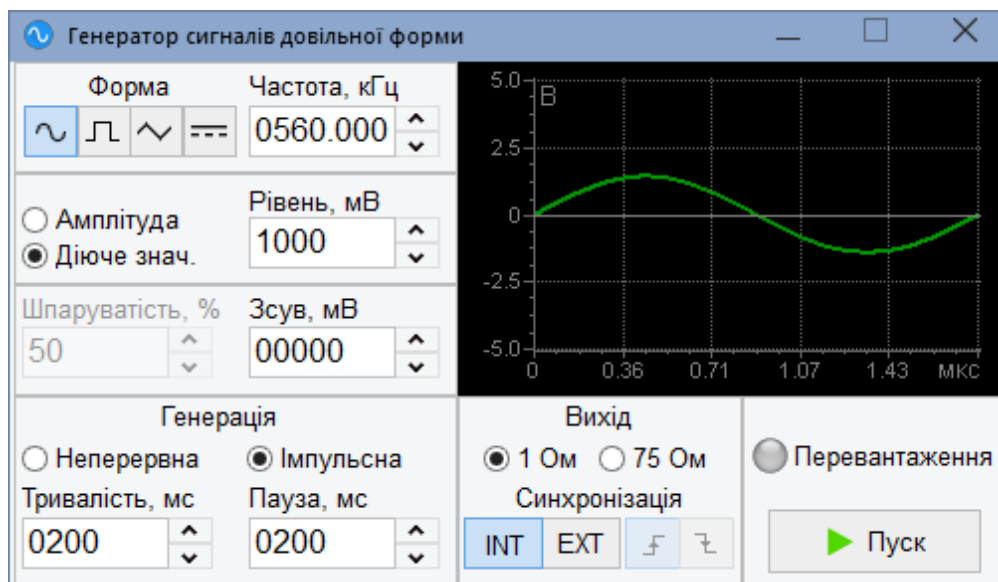 Генератор сигналів довільної форми
Форма
Частота, кГц
0560.000
Амплітуда
Діюче знач.
Рівень, мВ
1000
Шпаруватість, %
50
Зсув, мВ
00000
5.0
В
2.5
0
-2.5
-5.0
0 0.36 0.71 1.07 1.43 мкс
Генерація
Неперервна Імпульсна
Тривалість, мс Пауза, мс
0200 0200
Вихід
1 Ом 75 Ом
Синхронізація
INT EXT
Перевантаження
Пуск